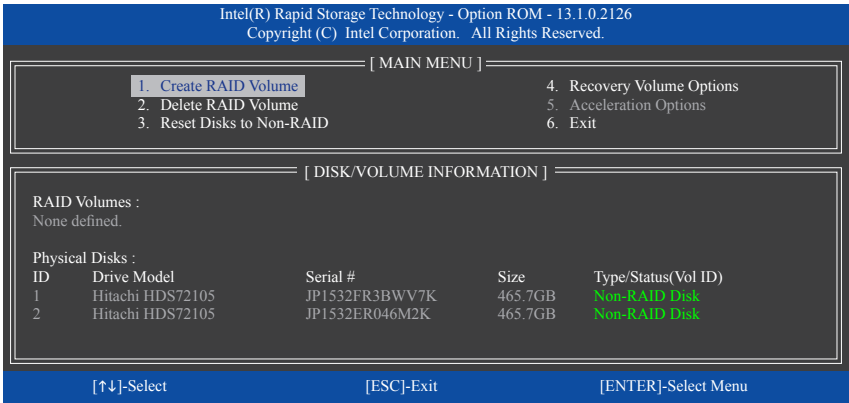 Intel(R) Rapid Storage Technology - Option ROM - 13.1.0.2126
Copyright (C) Intel Corporation. All Rights Reserved.
[ MAIN MENU ]
1. Create RAID Volume
2. Delete RAID Volume
3. Reset Disks to Non-RAID
4. Recovery Volume Options
5. Acceleration Options
6. Exit
[ DISK/VOLUME INFORMATION ]
RAID Volumes :
None defined.
Physical Disks :
ID Drive Model Serial # Size Type/Status(Vol ID)
1 Hitachi HDS72105 JP1532FR3BWV7K 465.7GB Non-RAID Disk
2 Hitachi HDS72105 JP1532ER046M2K 465.7GB Non-RAID Disk
[↑↓]-Select [ESC]-Exit [ENTER]-Select Menu